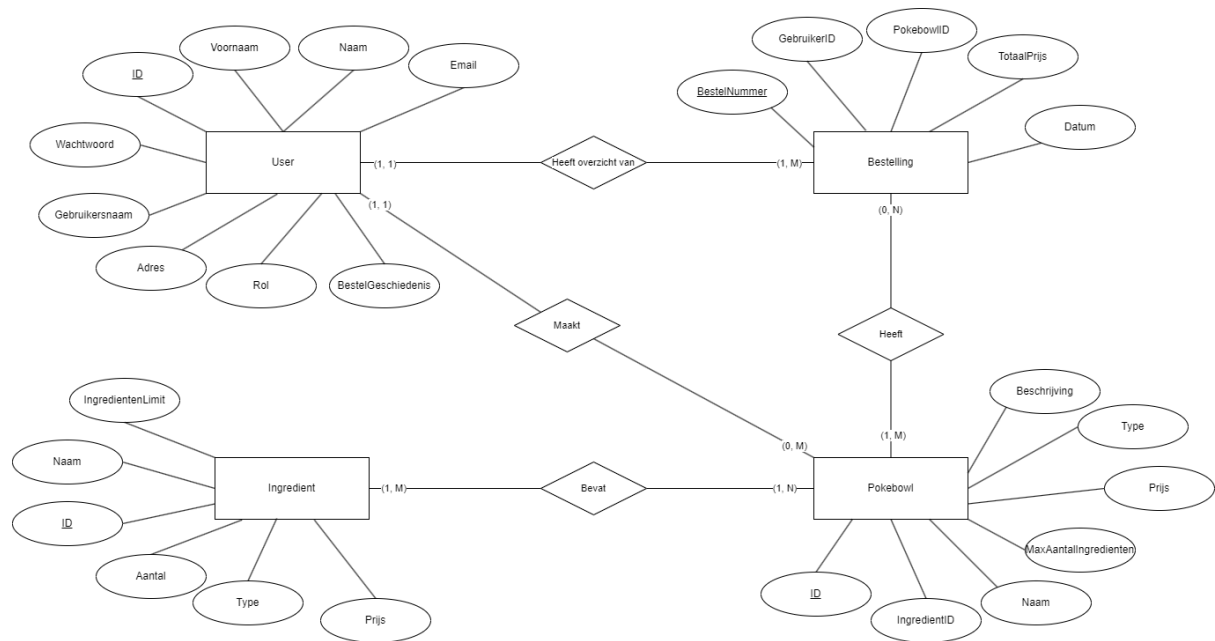 Voornaam
Naam
Email
ID
Wachtwoord
User
Gebruikersnaam
Adres
Rol
BestelGeschiedenis
(1, 1)
Heeft overzicht van
(1, M)
(1, 1)
GebruikerID
PokebowlID
TotaalPrijs
BestelNummer
Datum
Bestelling
(0, N)
Maakt
Heeft
(0, M)
(1, M)
IngredientenLimit
Naam
Ingredient
ID
Aantal
Type
Prijs
(1, M)
Bevat
(1, N)
Pokebowl
Beschrijving
Type
Prijs
MaxAantalIngredienten
Naam
IngredientID
ID